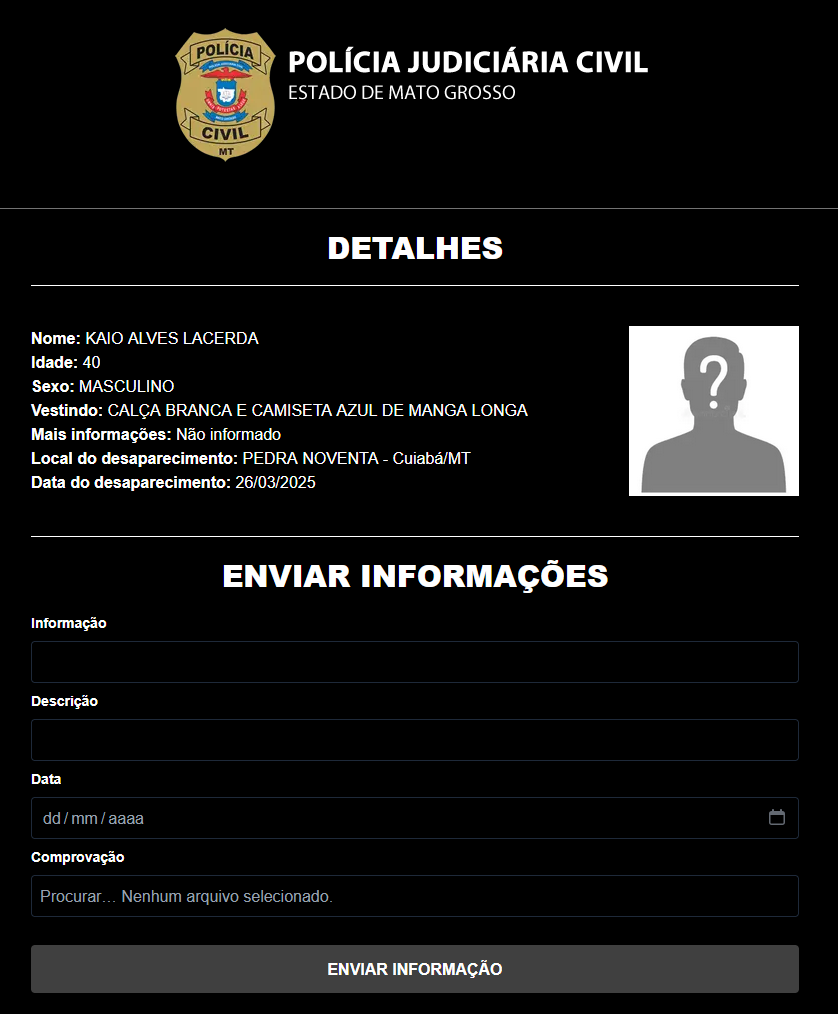 POLÍCIA
CIVIL
MT
POLÍCIA JUDICIÁRIA CIVIL
ESTADO DE MATO GROSSO
DETALHES
Nome: KAIO ALVES LACERDA
Idade: 40
Sexo: MASCULINO
Vestindo: CALÇA BRANCA E CAMISETA AZUL DE MANGA LONGA
Mais informações: Não informado
Local do desaparecimento: PEDRA NOVENTA - Cuiabá/MT
Data do desaparecimento: 26/03/2025
?
ENVIAR INFORMAÇÕES
Informação
Descrição
Data
dd/mm/aaaa
Comprovação
Procurar... Nenhum arquivo selecionado.
ENVIAR INFORMAÇÃO